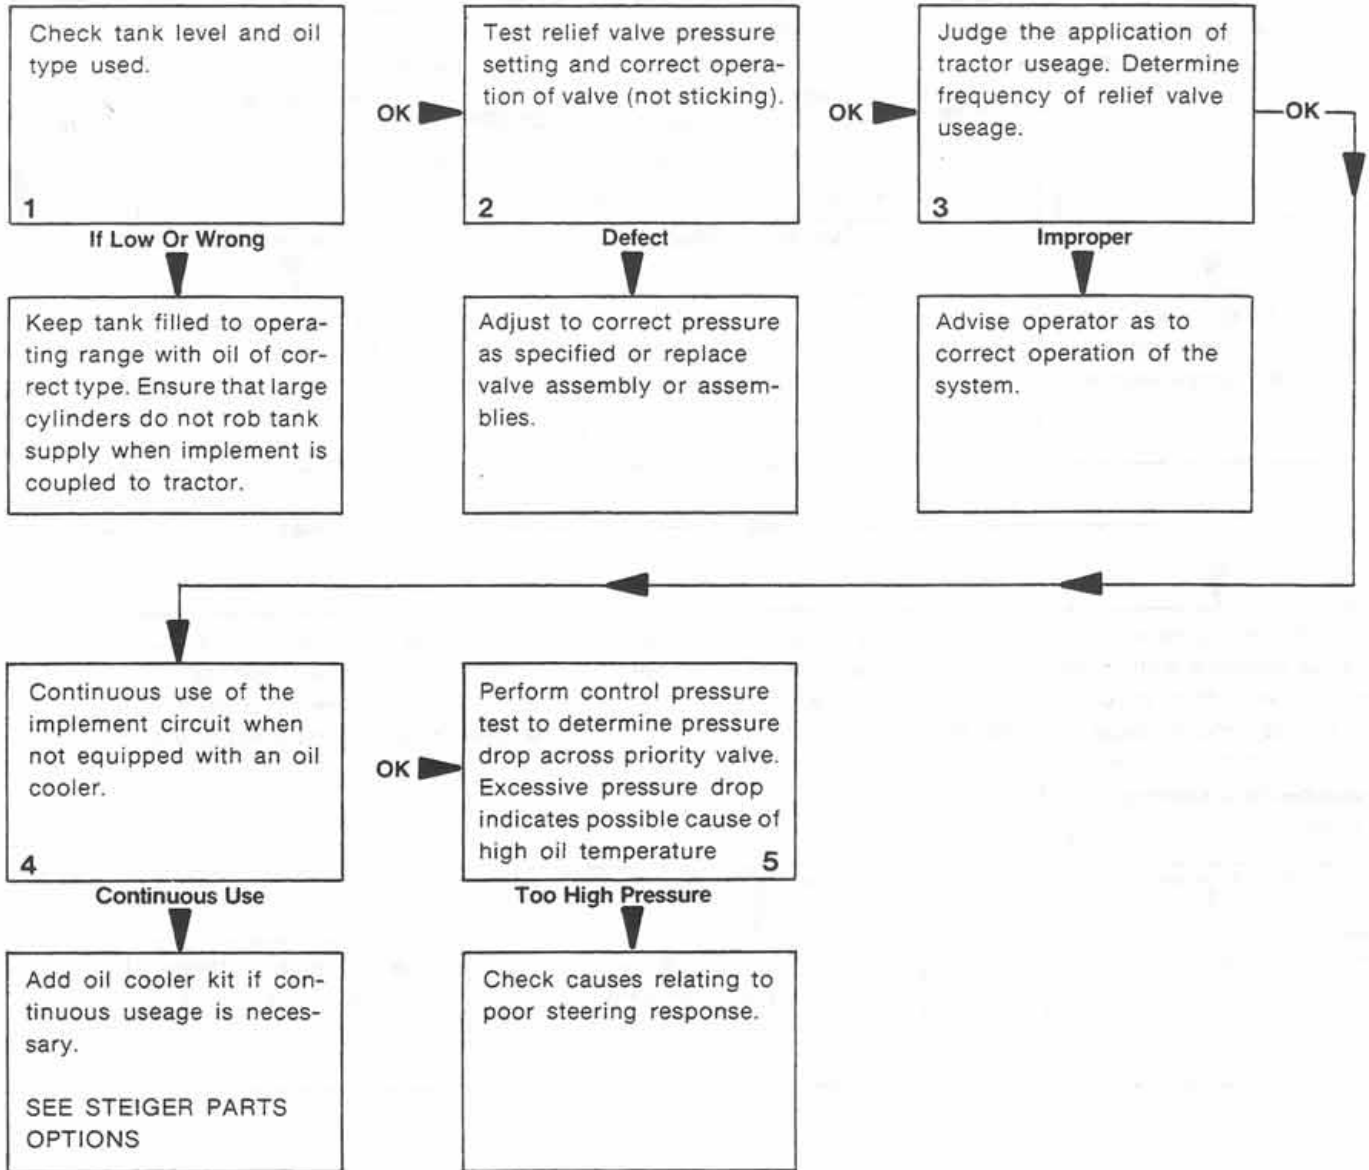 Check tank level and oil
type used.
1
OK
Test relief valve pressure
setting and correct opera-
tion of valve (not sticking).
2
OK
Judge the application of
tractor useage. Determine
frequency of relief valve
useage.
3
OK
If Low Or Wrong
Defect
Improper
Keep tank filled to opera-
ting range with oil of cor-
rect type. Ensure that large
cylinders do not rob tank
supply when implement is
coupled to tractor.
Adjust to correct pressure
as specified or replace
valve assembly or assem-
blies.
Advise operator as to
correct operation of the
system.
Continuous use of the
implement circuit when
not equipped with an oil
cooler.
4
OK
Perform control pressure
test to determine pressure
drop across priority valve.
Excessive pressure drop
indicates possible cause of
high oil temperature
5
Continuous Use
Too High Pressure
Add oil cooler kit if con-
tinuous useage is neces-
sary.
SEE STEIGER PARTS
OPTIONS
Check causes relating to
poor steering response.